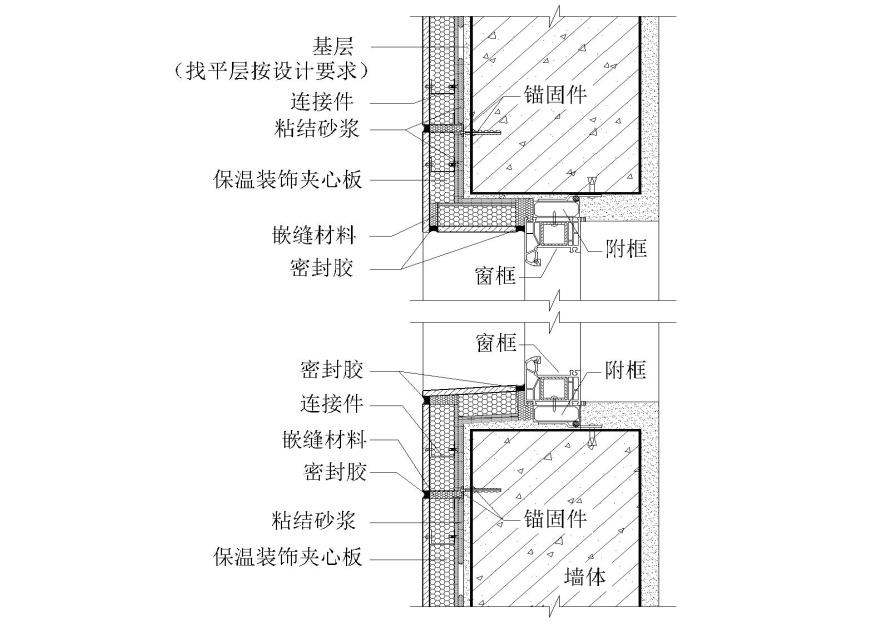 基层
（找平层按设计要求）
连接件
锚固件
粘结砂浆
保温装饰夹心板
嵌缝材料
附框
密封胶
窗框
窗框
密封胶
附框
连接件
嵌缝材料
密封胶
粘结砂浆
锚固件
保温装饰夹心板
墙体